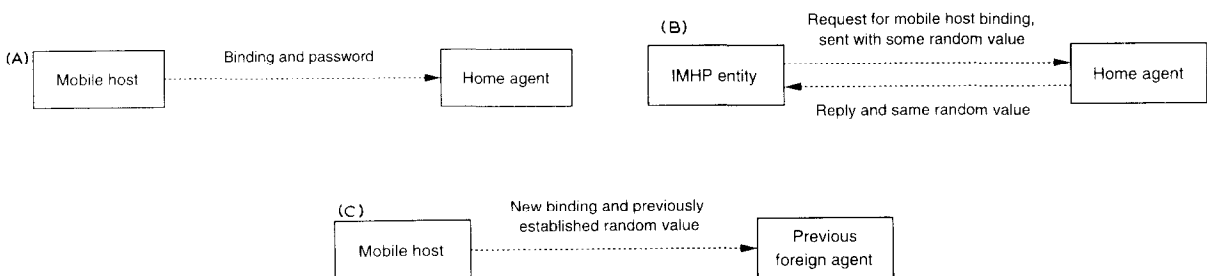 (A)
Mobile host
Binding and password
Home agent
(B)
IMHP entity
Request for mobile host binding,
sent with some random value
Reply and same random value
Home agent
(C)
Mobile host
New binding and previously
established random value
Previous
foreign agent